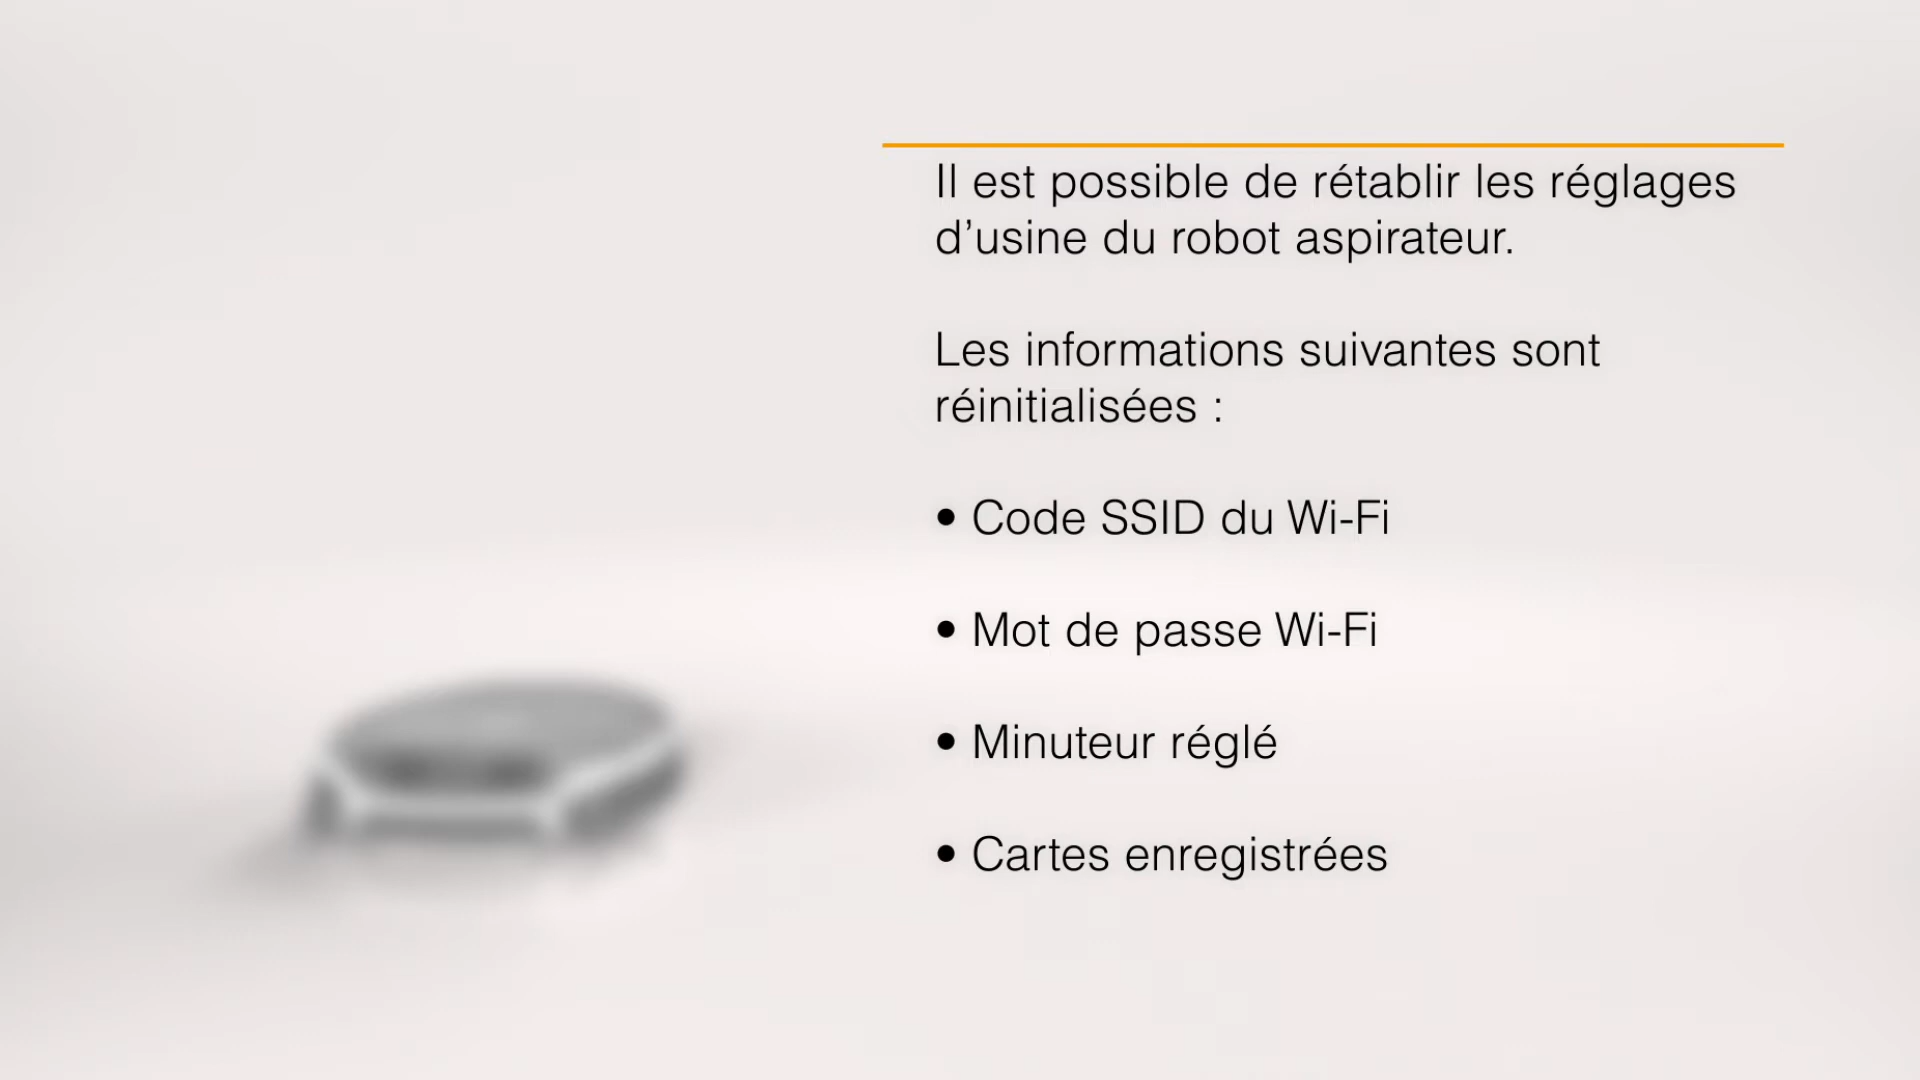 Il est possible de rétablir les réglages
d’usine du robot aspirateur.
Les informations suivantes sont
réinitialisées :
• Code SSID du Wi-Fi
• Mot de passe Wi-Fi
• Minuteur réglé
• Cartes enregistrées